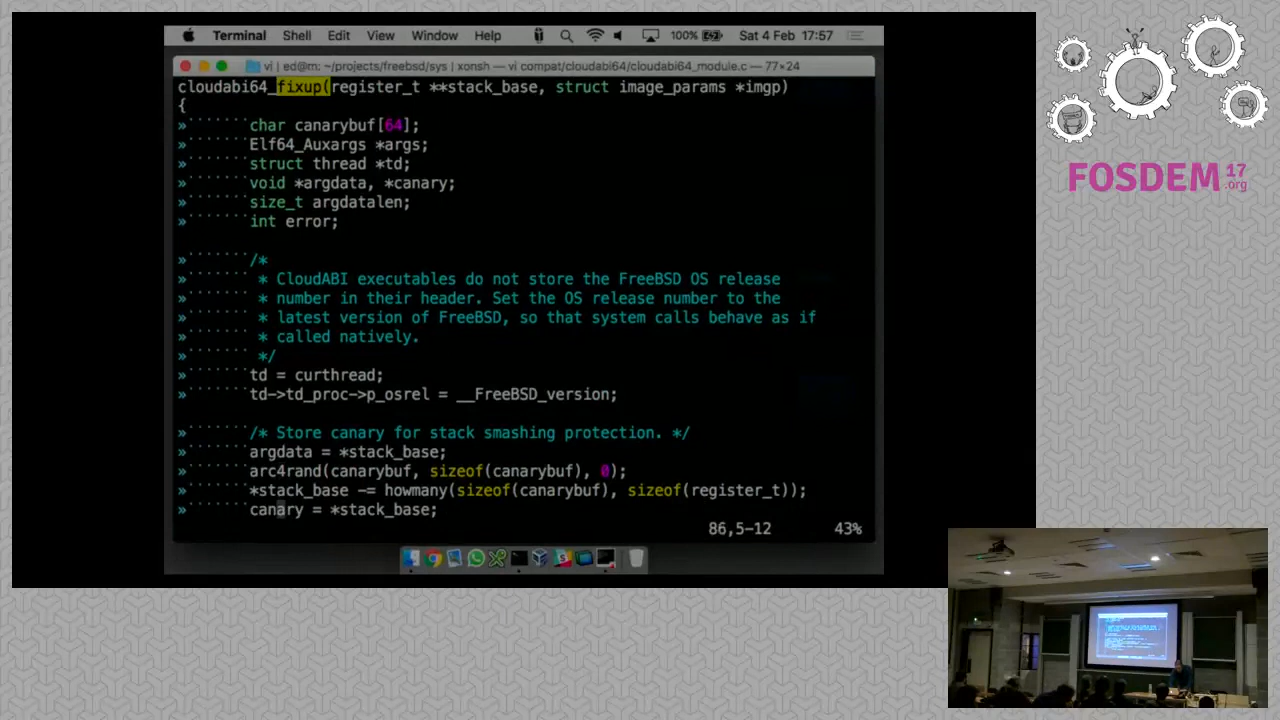 Terminal Shell Edit View Window Help 100% Sat 4 Feb 17:57
vi | ed@m: ~/projects/freebsd/sys | xonsh — vi compat/cloudabi64/cloudabi64_module.c — 77×24
cloudabi64_fixup(register_t **stack_base, struct image_params *imgp)
{
»·······char canarybuf[64];
»·······Elf64_Auxargs *args;
»·······struct thread *td;
»·······void *argdata, *canary;
»·······size_t argdatalen;
»·······int error;
»·······/*
»······· * CloudABI executables do not store the FreeBSD OS release
»······· * number in their header. Set the OS release number to the
»······· * latest version of FreeBSD, so that system calls behave as if
»······· * called natively.
»······· */
»·······td = curthread;
»·······td->td_proc->p_osrel = __FreeBSD_version;
»·······/* Store canary for stack smashing protection. */
»·······argdata = *stack_base;
»·······arc4rand(canarybuf, sizeof(canarybuf), 0);
»·······*stack_base -= howmany(sizeof(canarybuf), sizeof(register_t));
»·······canary = *stack_base;
86,5-12 43%
FOSDEM 17
.org